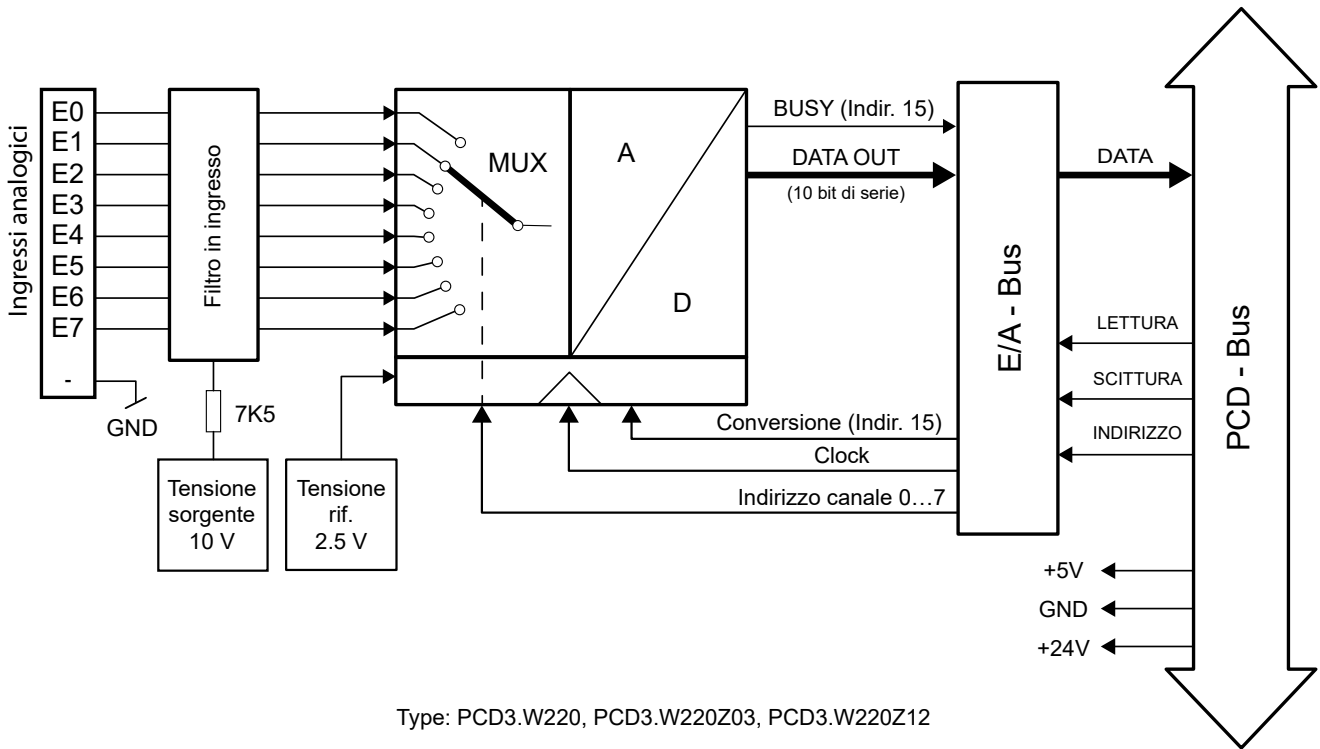 Ingressi analogici
E0
E1
E2
E3
E4
E5
E6
E7
-
GND
Filtro in ingresso
7K5
Tensione
sorgente
10 V
Tensione
rif.
2.5 V
MUX
A
D
BUSY (Indir. 15)
DATA OUT
(10 bit di serie)
Conversione (Indir. 15)
Clock
Indirizzo canale 0…7
E/A - Bus
DATA
LETTURA
SCITTURA
INDIRIZZO
+5V
GND
+24V
PCD - Bus
Type: PCD3.W220, PCD3.W220Z03, PCD3.W220Z12